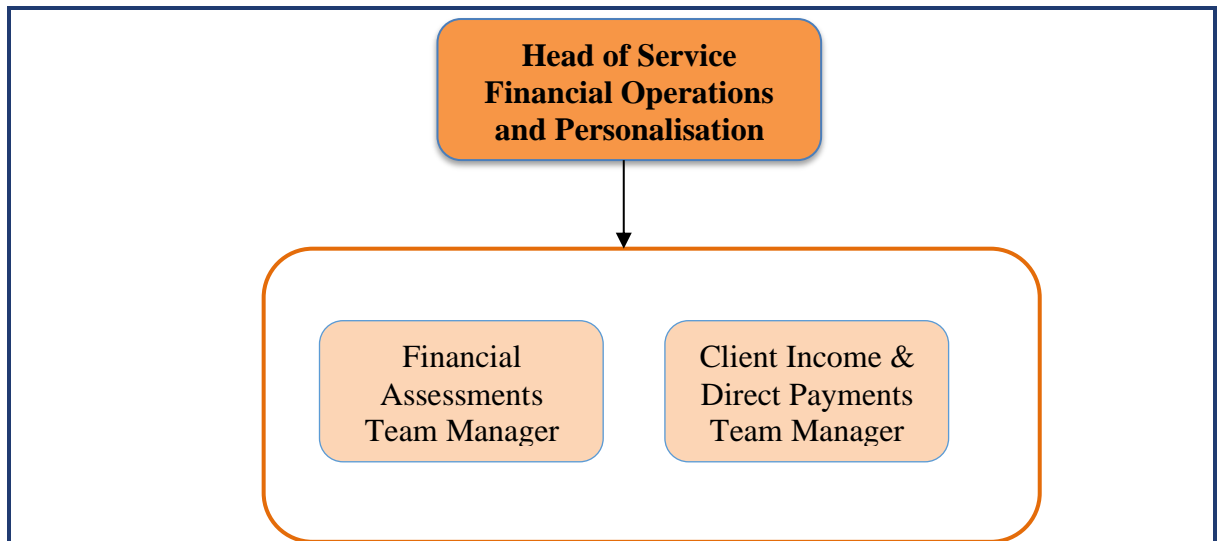 Head of Service
Financial Operations
and Personalisation
Financial
Assessments
Team Manager
Client Income &
Direct Payments
Team Manager